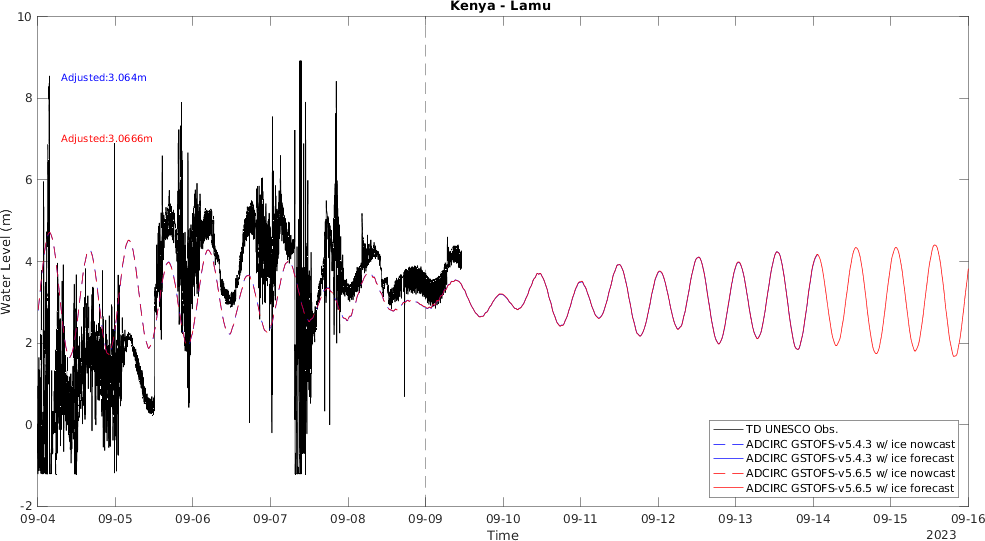 Kenya - Lamu
10
8
6
4
2
0
-2
Water Level (m)
Adjusted:3.064m
Adjusted:3.0666m
TD UNESCO Obs.
ADCIRC GSTOFS-v5.4.3 w/ ice nowcast
ADCIRC GSTOFS-v5.4.3 w/ ice forecast
ADCIRC GSTOFS-v5.6.5 w/ ice nowcast
ADCIRC GSTOFS-v5.6.5 w/ ice forecast
09-04 09-05 09-06 09-07 09-08 09-09 09-10 09-11 09-12 09-13 09-14 09-15 09-16
Time
2023